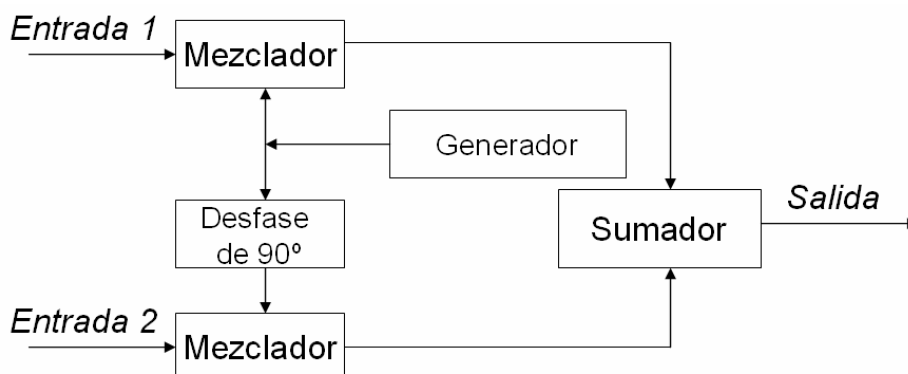 Entrada 1
Mezclador
Generador
Desfase
de 90º
Sumador
Salida
Entrada 2
Mezclador